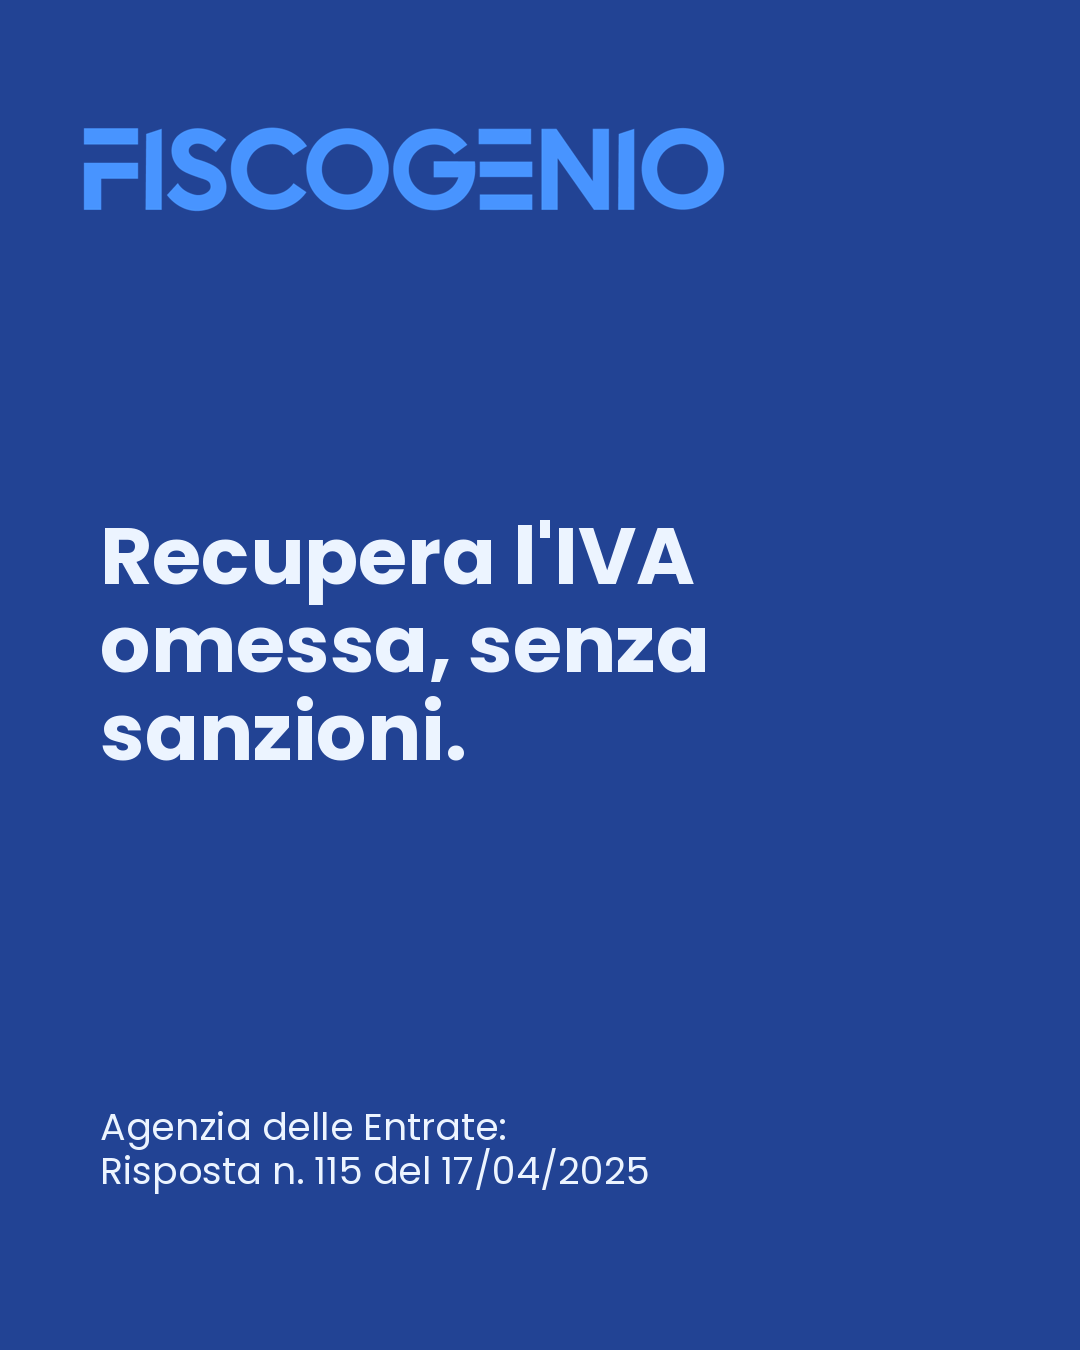 FISCOGENIO
Recupera l'IVA
omessa, senza
sanzioni.
Agenzia delle Entrate:
Risposta n. 115 del 17/04/2025